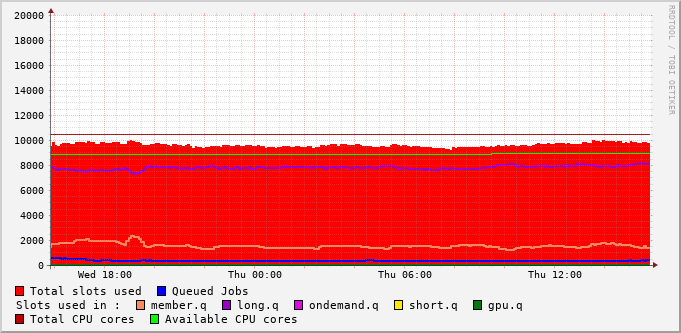 RRDTOOL / TOBI OETIKER
20000
18000
16000
14000
12000
10000
8000
6000
4000
2000
0
Wed 18:00 Thu 00:00 Thu 06:00 Thu 12:00
Total slots used Queued Jobs
Slots used in : member.q long.q ondemand.q short.q gpu.q
Total CPU cores Available CPU cores